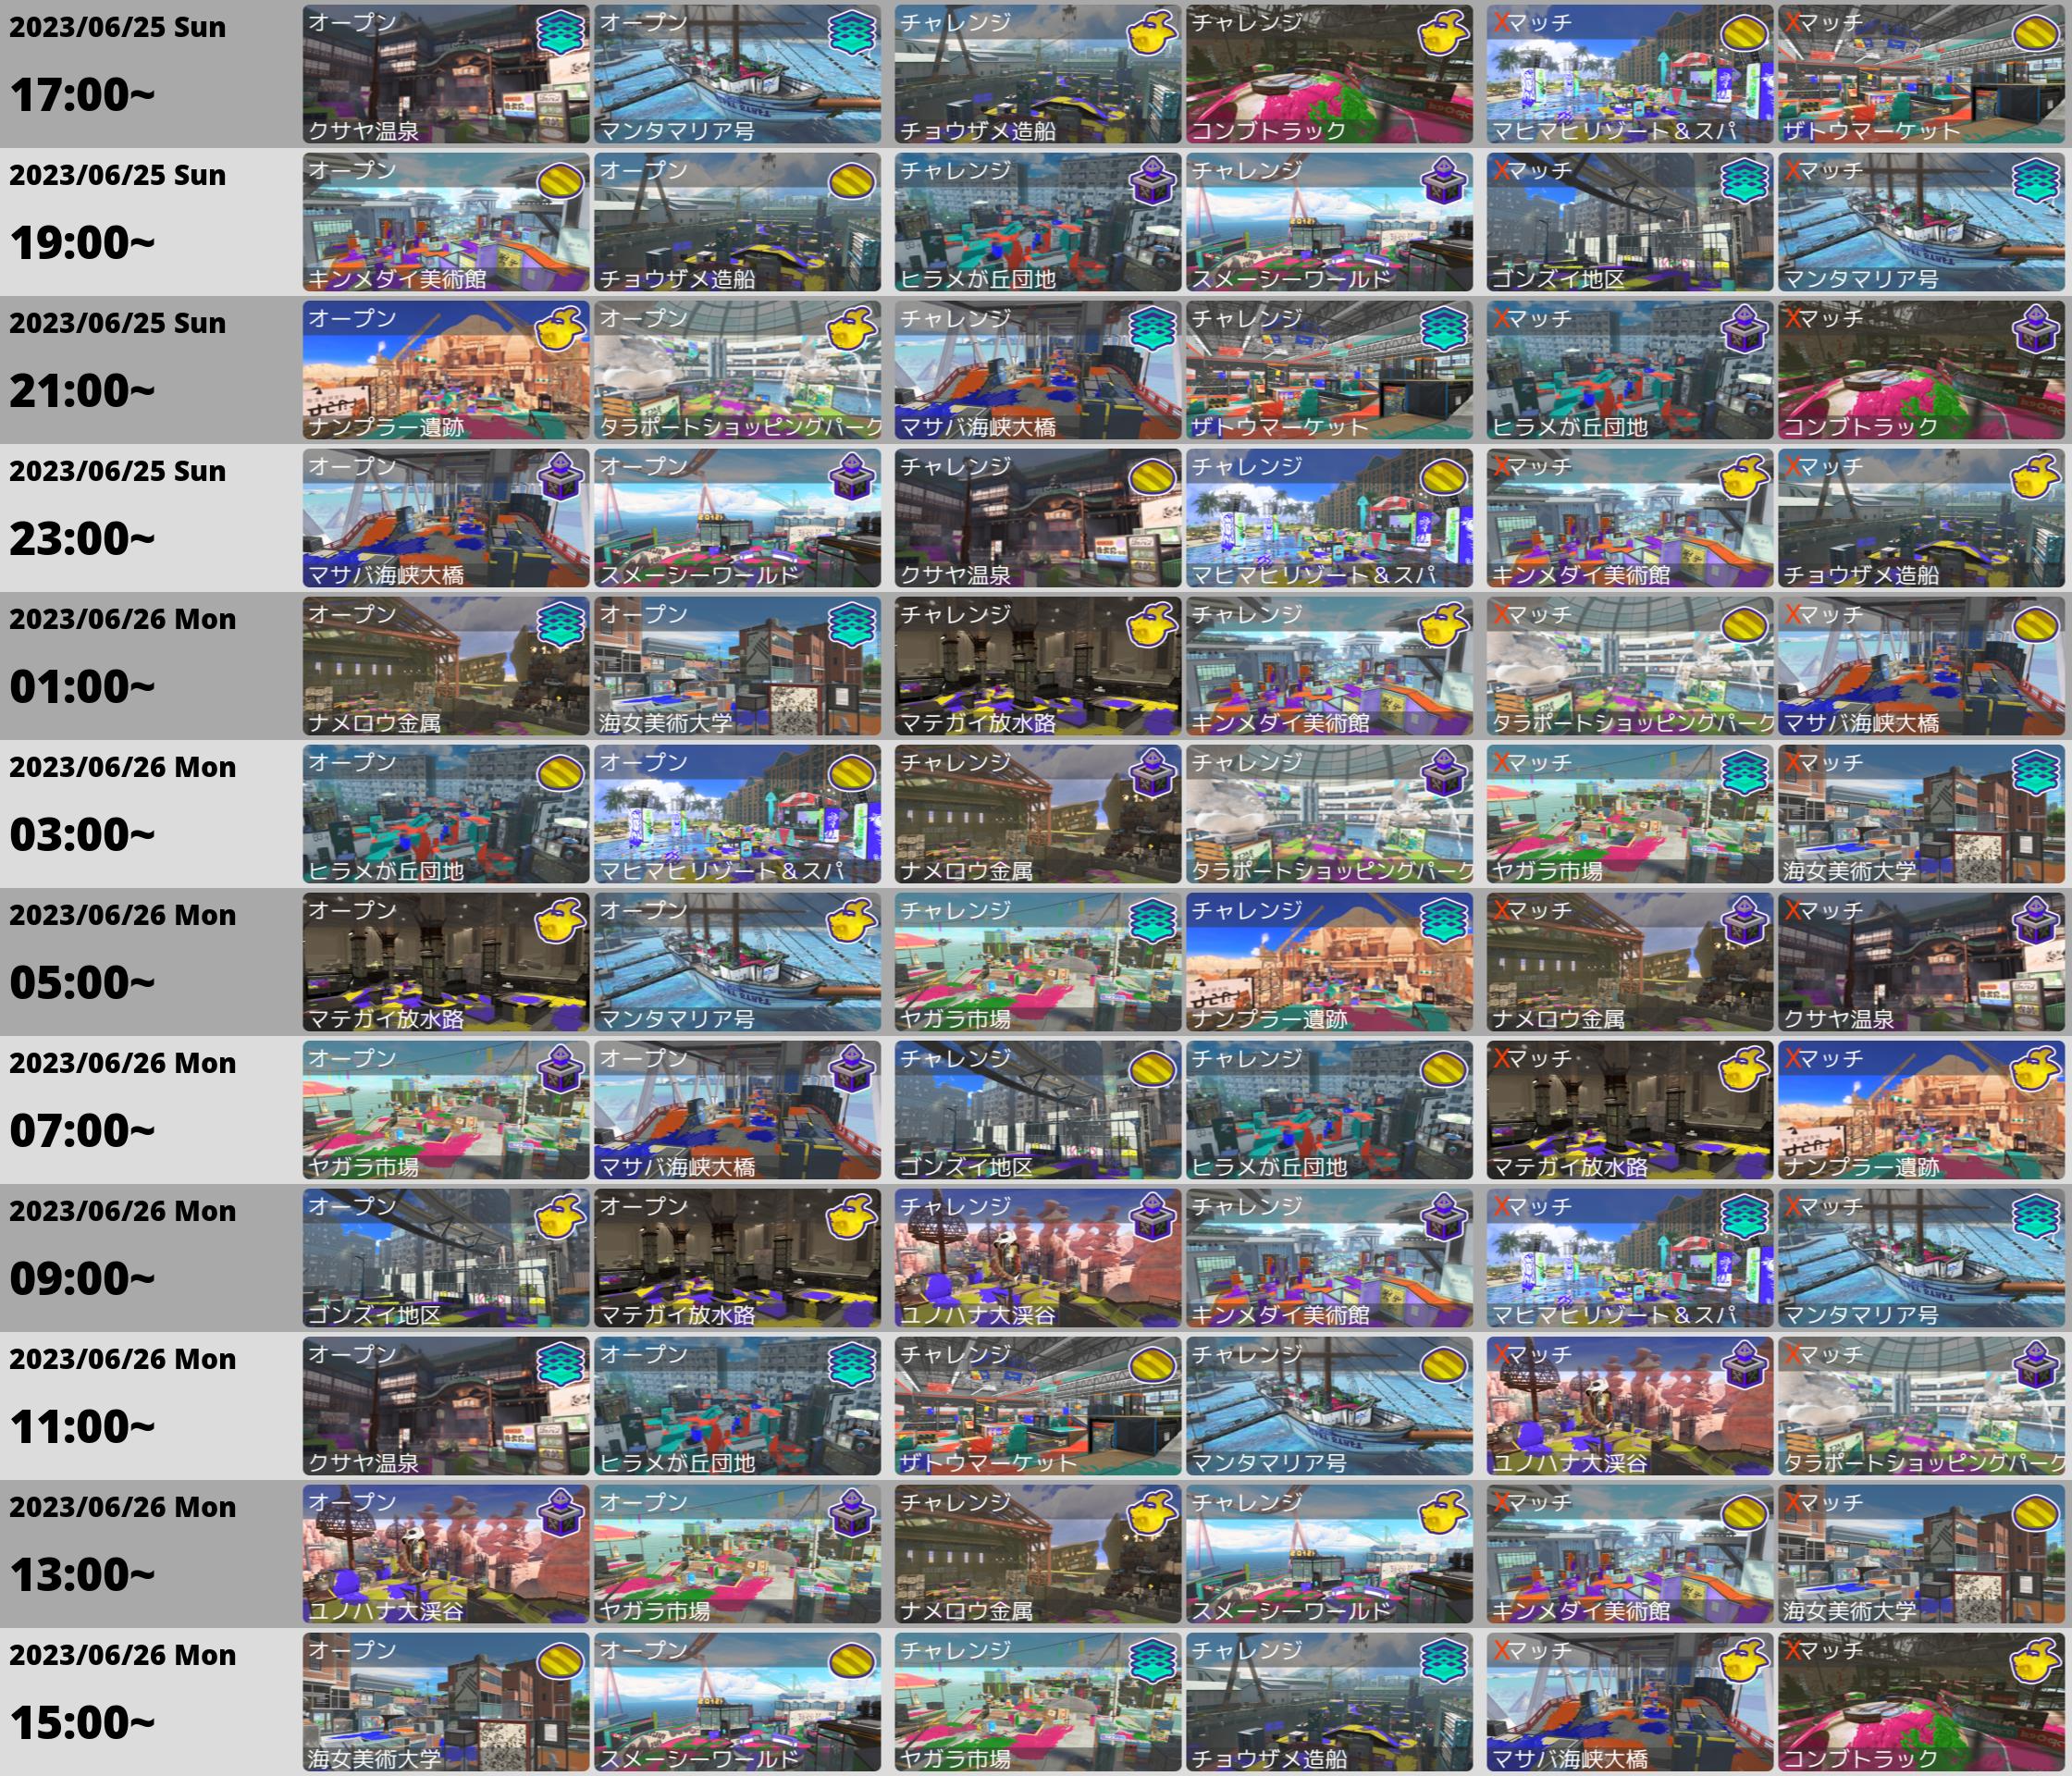 2023/06/25 Sun
17:00~
オープン オープン チャレンジ チャレンジ Xマッチ Xマッチ
クサヤ温泉 マンタマリア号 チョウザメ造船 コンブトラック マヒマヒリゾート＆スパ ザトウマーケット
2023/06/25 Sun
19:00~
オープン オープン チャレンジ チャレンジ Xマッチ Xマッチ
キンメダイ美術館 チョウザメ造船 ヒラメが丘団地 スメーシーワールド ゴンズイ地区 マンタマリア号
2023/06/25 Sun
21:00~
オープン オープン チャレンジ チャレンジ Xマッチ Xマッチ
ナンプラー遺跡 タラポートショッピングパーク マサバ海峡大橋 ザトウマーケット ヒラメが丘団地 コンブトラック
2023/06/25 Sun
23:00~
オープン オープン チャレンジ チャレンジ Xマッチ Xマッチ
マサバ海峡大橋 スメーシーワールド クサヤ温泉 マヒマヒリゾート＆スパ キンメダイ美術館 チョウザメ造船
2023/06/26 Mon
01:00~
オープン オープン チャレンジ チャレンジ Xマッチ Xマッチ
ナメロウ金属 海女美術大学 マテガイ放水路 キンメダイ美術館 タラポートショッピングパーク マサバ海峡大橋
2023/06/26 Mon
03:00~
オープン オープン チャレンジ チャレンジ Xマッチ Xマッチ
ヒラメが丘団地 マヒマヒリゾート＆スパ ナメロウ金属 タラポートショッピングパーク ヤガラ市場 海女美術大学
2023/06/26 Mon
05:00~
オープン オープン チャレンジ チャレンジ Xマッチ Xマッチ
マテガイ放水路 マンタマリア号 ヤガラ市場 ナンプラー遺跡 ナメロウ金属 クサヤ温泉
2023/06/26 Mon
07:00~
オープン オープン チャレンジ チャレンジ Xマッチ Xマッチ
ヤガラ市場 マサバ海峡大橋 ゴンズイ地区 ヒラメが丘団地 マテガイ放水路 ナンプラー遺跡
2023/06/26 Mon
09:00~
オープン オープン チャレンジ チャレンジ Xマッチ Xマッチ
ゴンズイ地区 マテガイ放水路 ユノハナ大渓谷 キンメダイ美術館 マヒマヒリゾート＆スパ マンタマリア号
2023/06/26 Mon
11:00~
オープン オープン チャレンジ チャレンジ Xマッチ Xマッチ
クサヤ温泉 ヒラメが丘団地 ザトウマーケット マンタマリア号 ユノハナ大渓谷 タラポートショッピングパーク
2023/06/26 Mon
13:00~
オープン オープン チャレンジ チャレンジ Xマッチ Xマッチ
ユノハナ大渓谷 ヤガラ市場 ナメロウ金属 スメーシーワールド キンメダイ美術館 海女美術大学
2023/06/26 Mon
15:00~
オープン オープン チャレンジ チャレンジ Xマッチ Xマッチ
海女美術大学 スメーシーワールド ヤガラ市場 チョウザメ造船 マサバ海峡大橋 コンブトラック